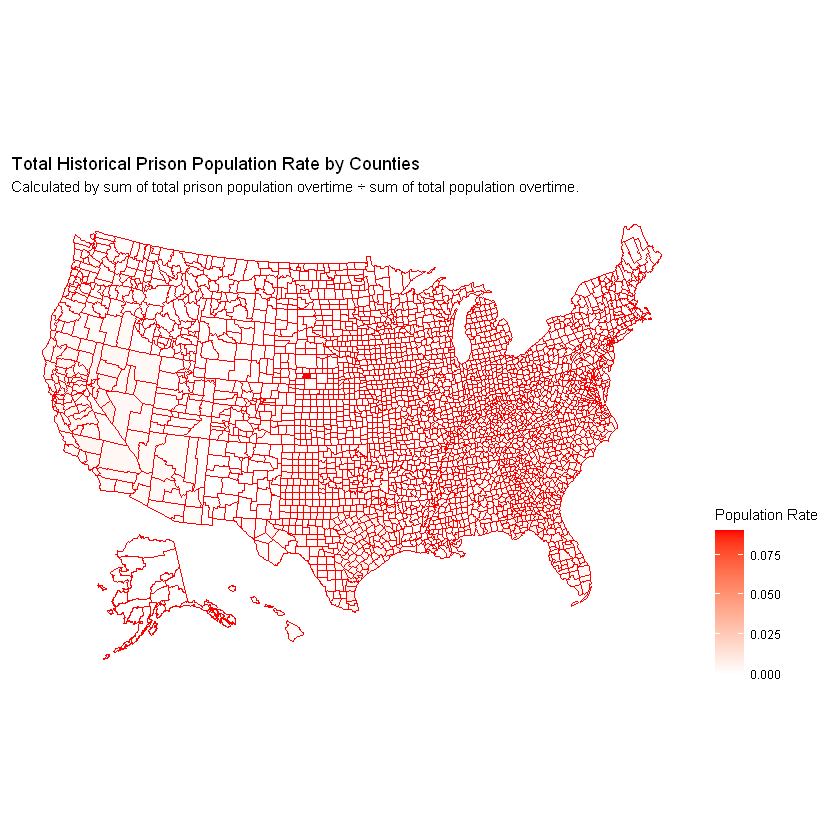 Total Historical Prison Population Rate by Counties
Calculated by sum of total prison population overtime ÷ sum of total population overtime.
Population Rate
0.075
0.050
0.025
0.000